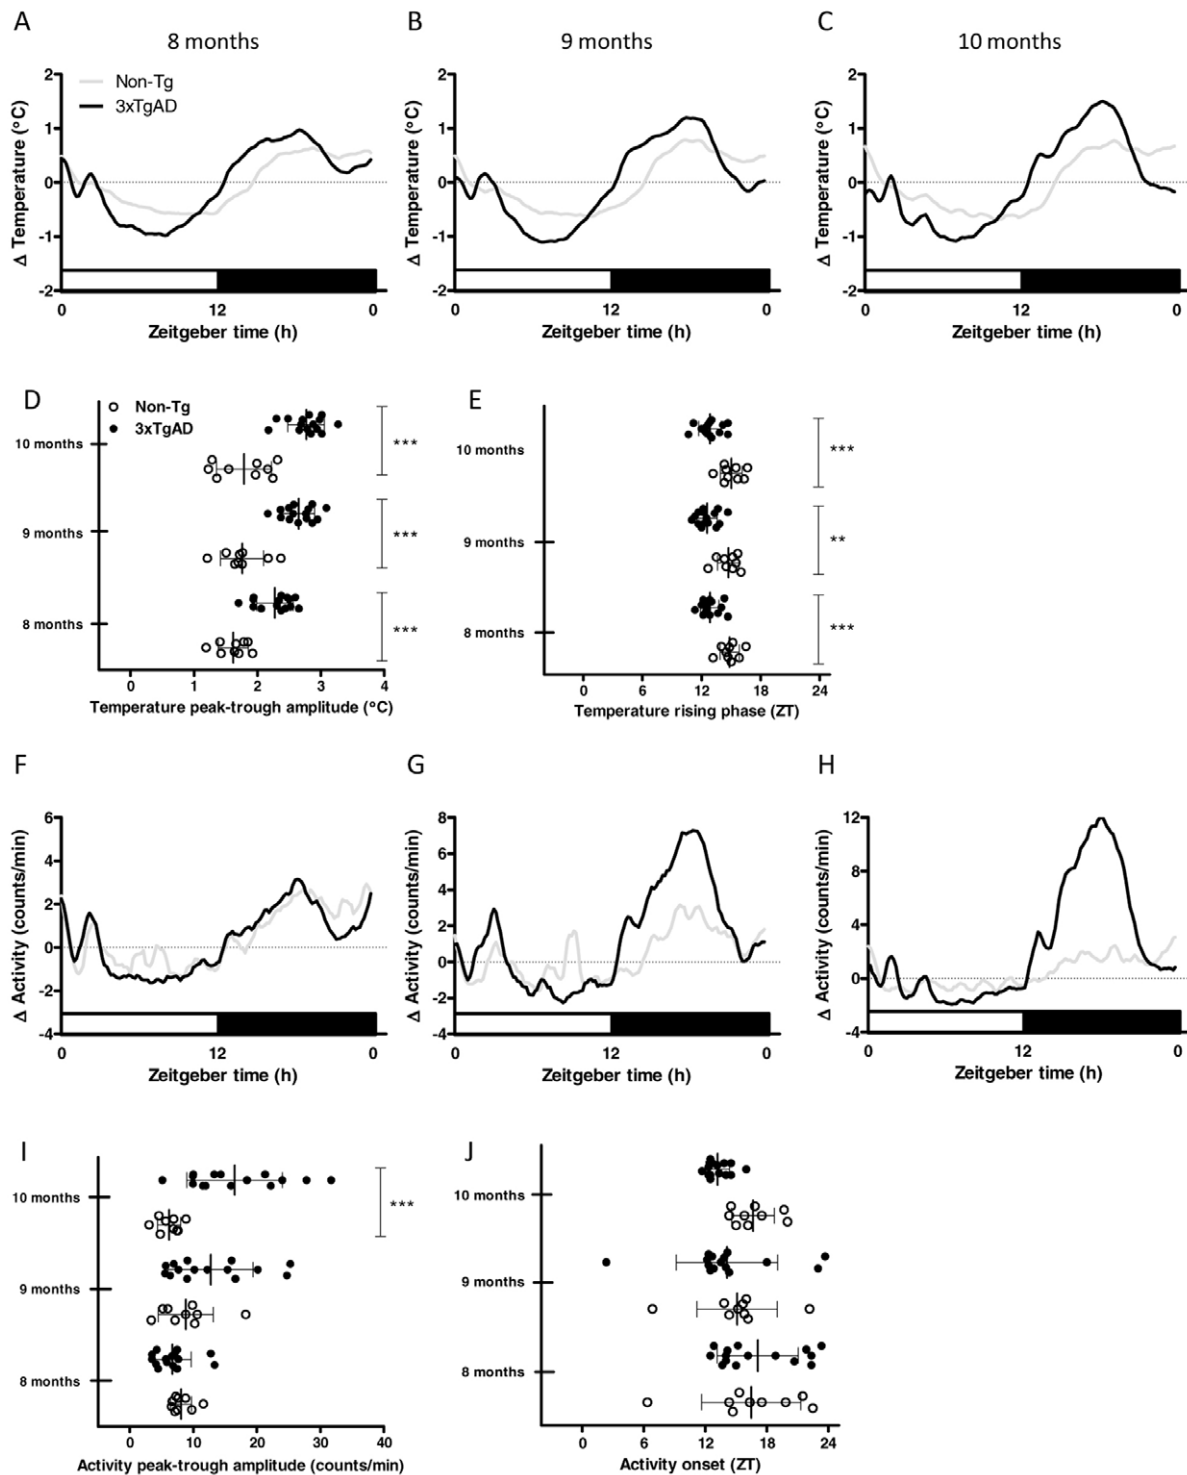 A B C
8 months 9 months 10 months
Non-Tg
3xTgAD
Δ Temperature (°C)
2
1
0
-1
-2
0 12 0
Zeitgeber time (h)
Δ Temperature (°C)
2
1
0
-1
-2
0 12 0
Zeitgeber time (h)
Δ Temperature (°C)
2
1
0
-1
-2
0 12 0
Zeitgeber time (h)
D
Non-Tg
3xTgAD
10 months
***
9 months
***
8 months
***
0 1 2 3 4
Temperature peak-trough amplitude (°C)
E
10 months
***
9 months
**
8 months
***
0 6 12 18 24
Temperature rising phase (ZT)
F
Δ Activity (counts/min)
6
4
2
0
-2
-4
0 12 0
Zeitgeber time (h)
G
Δ Activity (counts/min)
8
6
4
2
0
-2
-4
0 12 0
Zeitgeber time (h)
H
Δ Activity (counts/min)
12
8
4
0
-4
0 12 0
Zeitgeber time (h)
I
10 months
***
9 months
8 months
0 10 20 30 40
Activity peak-trough amplitude (counts/min)
J
10 months
9 months
8 months
0 6 12 18 24
Activity onset (ZT)